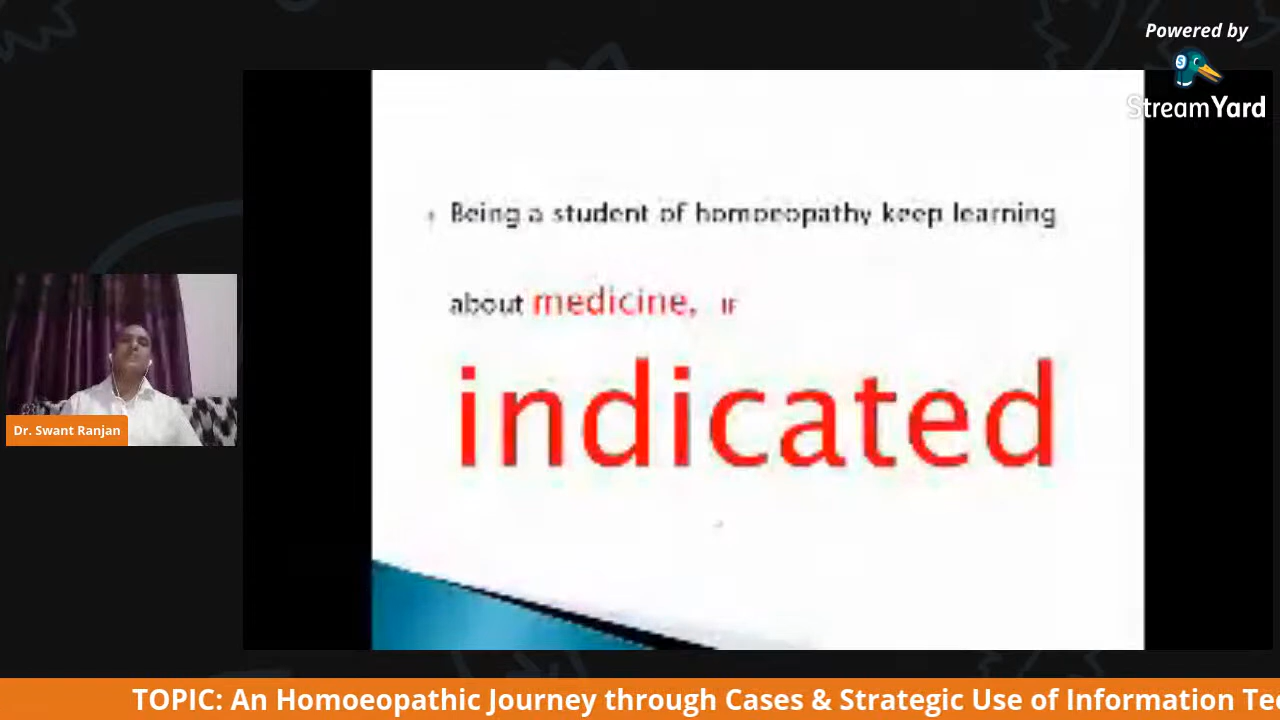 Powered by
StreamYard
Being a student of homoeopathy keep learning
about medicine, IF
indicated
Dr. Swant Ranjan
TOPIC: An Homoeopathic Journey through Cases & Strategic Use of Information Te